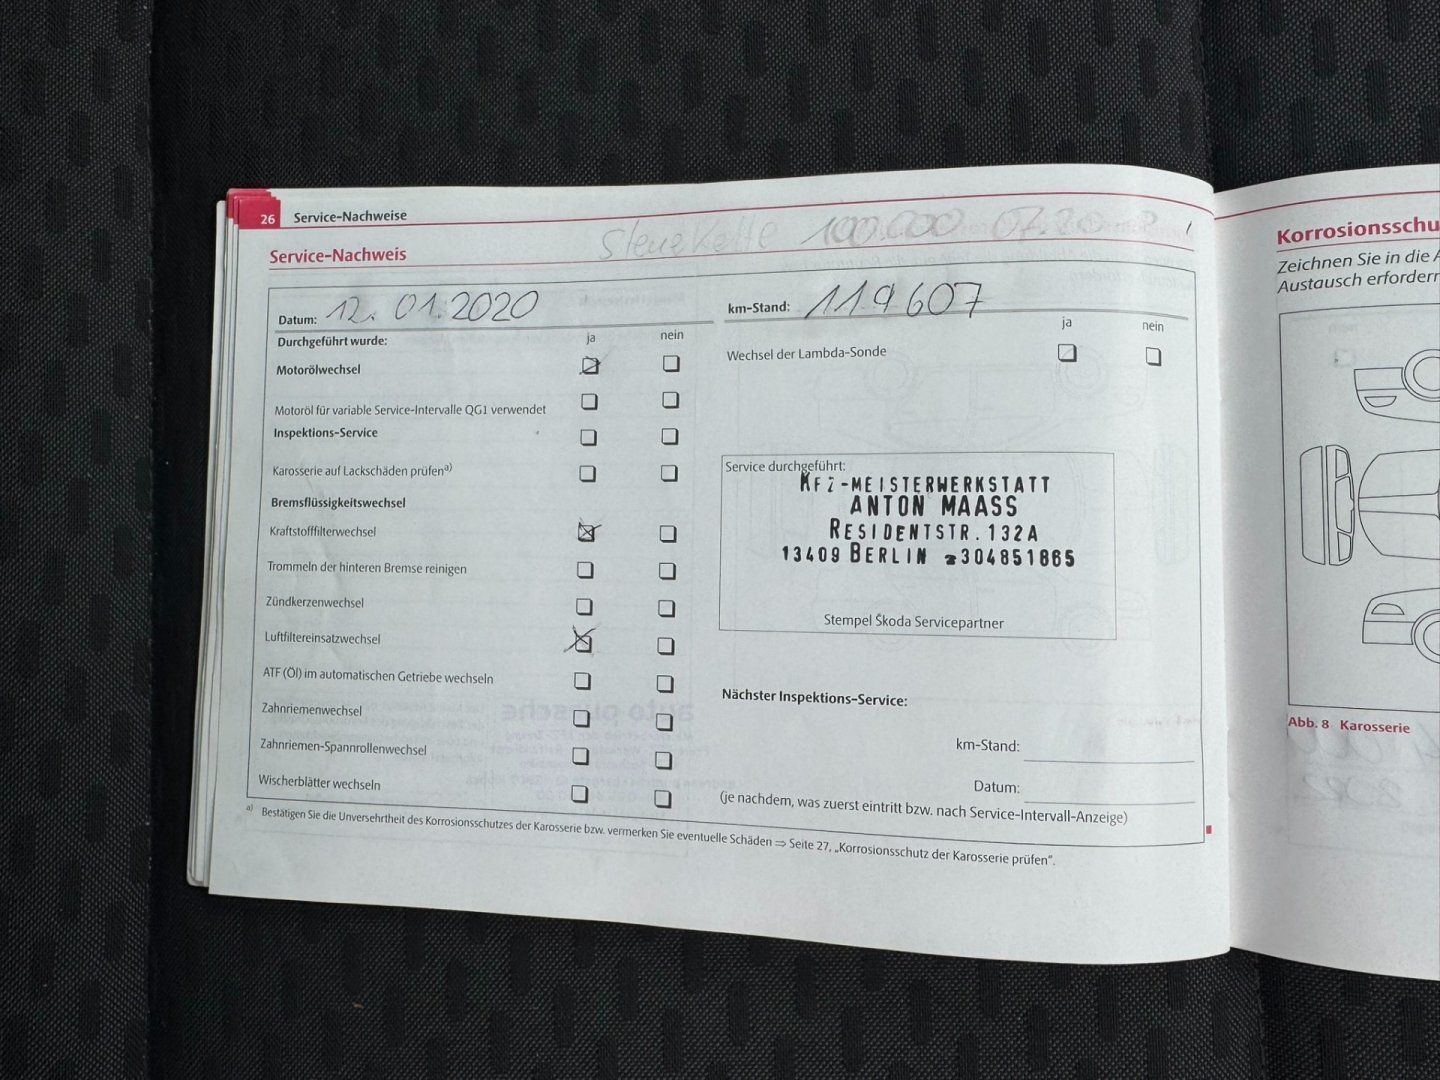 26 Service-Nachweise
Service-Nachweis
Steuerkette 100.000
Datum: 12. 01.2020
Durchgeführt wurde: ja nein
Motorölwechsel
Motoröl für variable Service-Intervalle QG1 verwendet
Inspektions-Service
Karosserie auf Lackschäden prüfen a)
Bremsflüssigkeitswechsel
Kraftstofffilterwechsel
Trommeln der hinteren Bremse reinigen
Zündkerzenwechsel
Luftfiltereinsatzwechsel
ATF (Öl) im automatischen Getriebe wechseln
Zahnriemenwechsel
Zahnriemen-Spannrollenwechsel
Wischerblätter wechseln
km-Stand: 119607
ja nein
Wechsel der Lambda-Sonde
Service durchgeführt:
KFZ-MEISTERWERKSTATT
ANTON MAASS
RESIDENTSTR. 132A
13409 BERLIN ☎304851865
Stempel Škoda Servicepartner
Nächster Inspektions-Service:
km-Stand:
Datum:
(je nachdem, was zuerst eintritt bzw. nach Service-Intervall-Anzeige)
a) Bestätigen Sie die Unversehrtheit des Korrosionsschutzes der Karosserie bzw. vermerken Sie eventuelle Schäden ⇒ Seite 27, „Korrosionsschutz der Karosserie prüfen“.
Korrosionsschu
Zeichnen Sie in die A
Austausch erfordern
Abb. 8 Karosserie